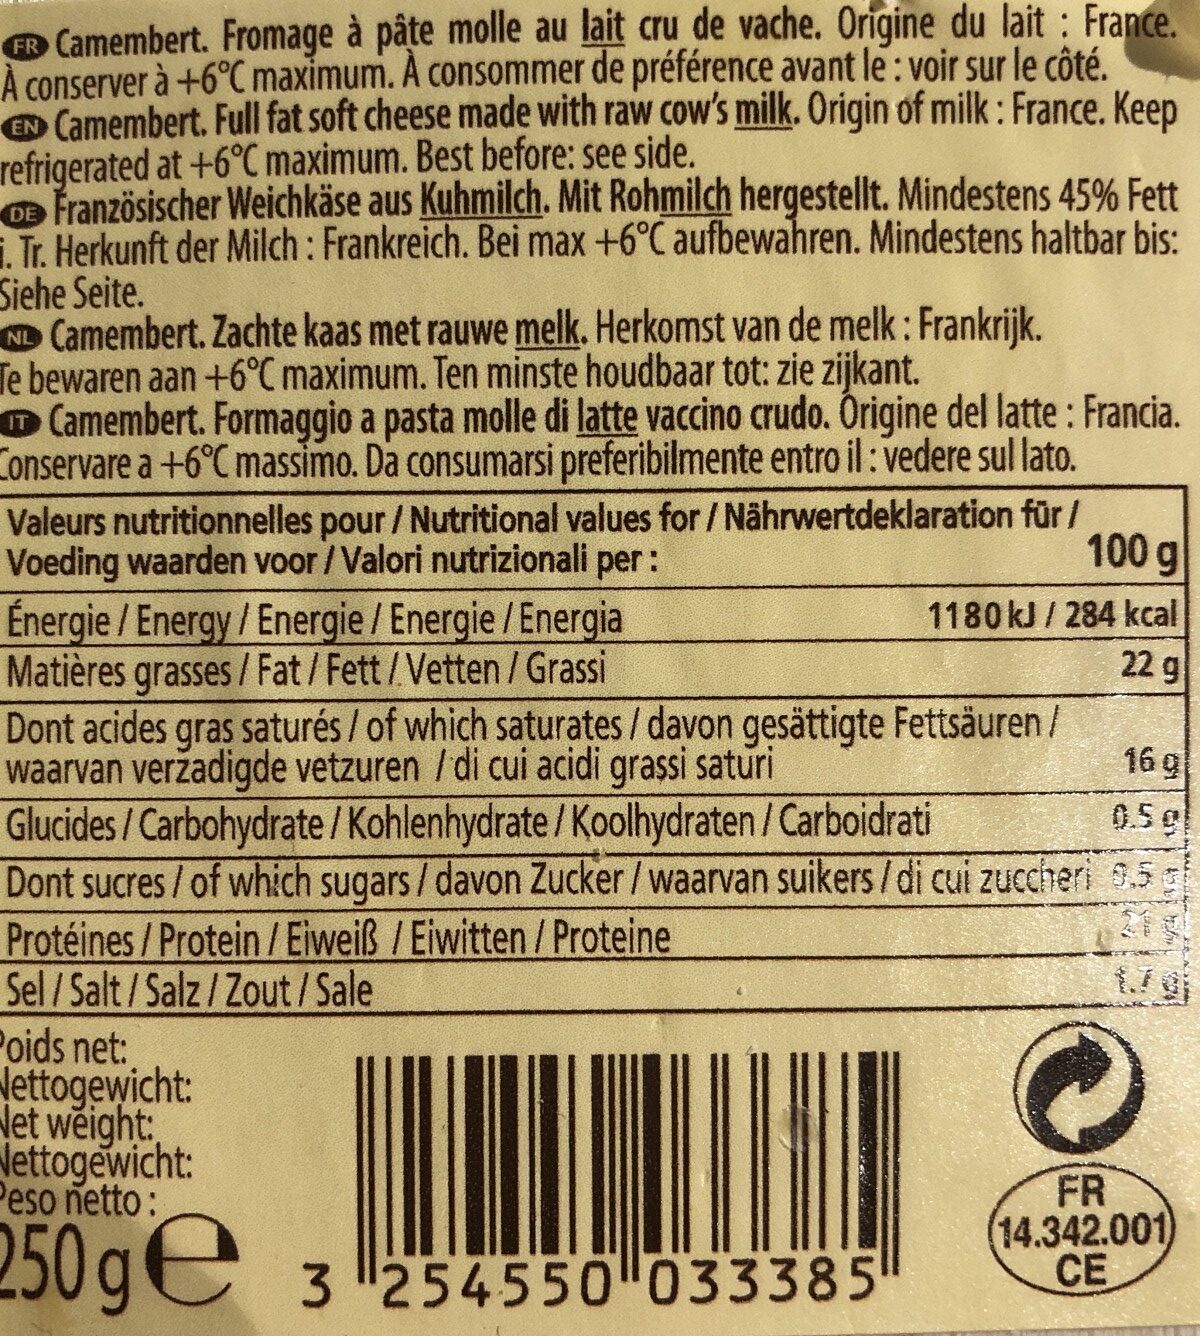 FR Camembert. Fromage à pâte molle au lait cru de vache. Origine du lait : France.
À conserver à +6°C maximum. À consommer de préférence avant le : voir sur le côté.
EN Camembert. Full fat soft cheese made with raw cow's milk. Origin of milk : France. Keep
refrigerated at +6°C maximum. Best before: see side.
DE Französischer Weichkäse aus Kuhmilch. Mit Rohmilch hergestellt. Mindestens 45% Fett
i. Tr. Herkunft der Milch : Frankreich. Bei max +6°C aufbewahren. Mindestens haltbar bis:
Siehe Seite.
NL Camembert. Zachte kaas met rauwe melk. Herkomst van de melk : Frankrijk.
Te bewaren aan +6°C maximum. Ten minste houdbaar tot: zie zijkant.
IT Camembert. Formaggio a pasta molle di latte vaccino crudo. Origine del latte : Francia.
Conservare a +6°C massimo. Da consumarsi preferibilmente entro il : vedere sul lato.
Valeurs nutritionnelles pour / Nutritional values for / Nährwertdeklaration für /
Voeding waarden voor / Valori nutrizionali per : 100 g
Énergie / Energy / Energie / Energie / Energia 1180 kJ / 284 kcal
Matières grasses / Fat / Fett / Vetten / Grassi 22 g
Dont acides gras saturés / of which saturates / davon gesättigte Fettsäuren /
waarvan verzadigde vetzuren / di cui acidi grassi saturi 16 g
Glucides / Carbohydrate / Kohlenhydrate / Koolhydraten / Carboidrati 0.5 g
Dont sucres / of which sugars / davon Zucker / waarvan suikers / di cui zuccheri 0.5 g
Protéines / Protein / Eiweiß / Eiwitten / Proteine 21 g
Sel / Salt / Salz / Zout / Sale 1.7 g
Poids net:
Nettogewicht:
Net weight:
Nettogewicht:
Peso netto :
250 g e
3 254550 033385
FR
14.342.001
CE